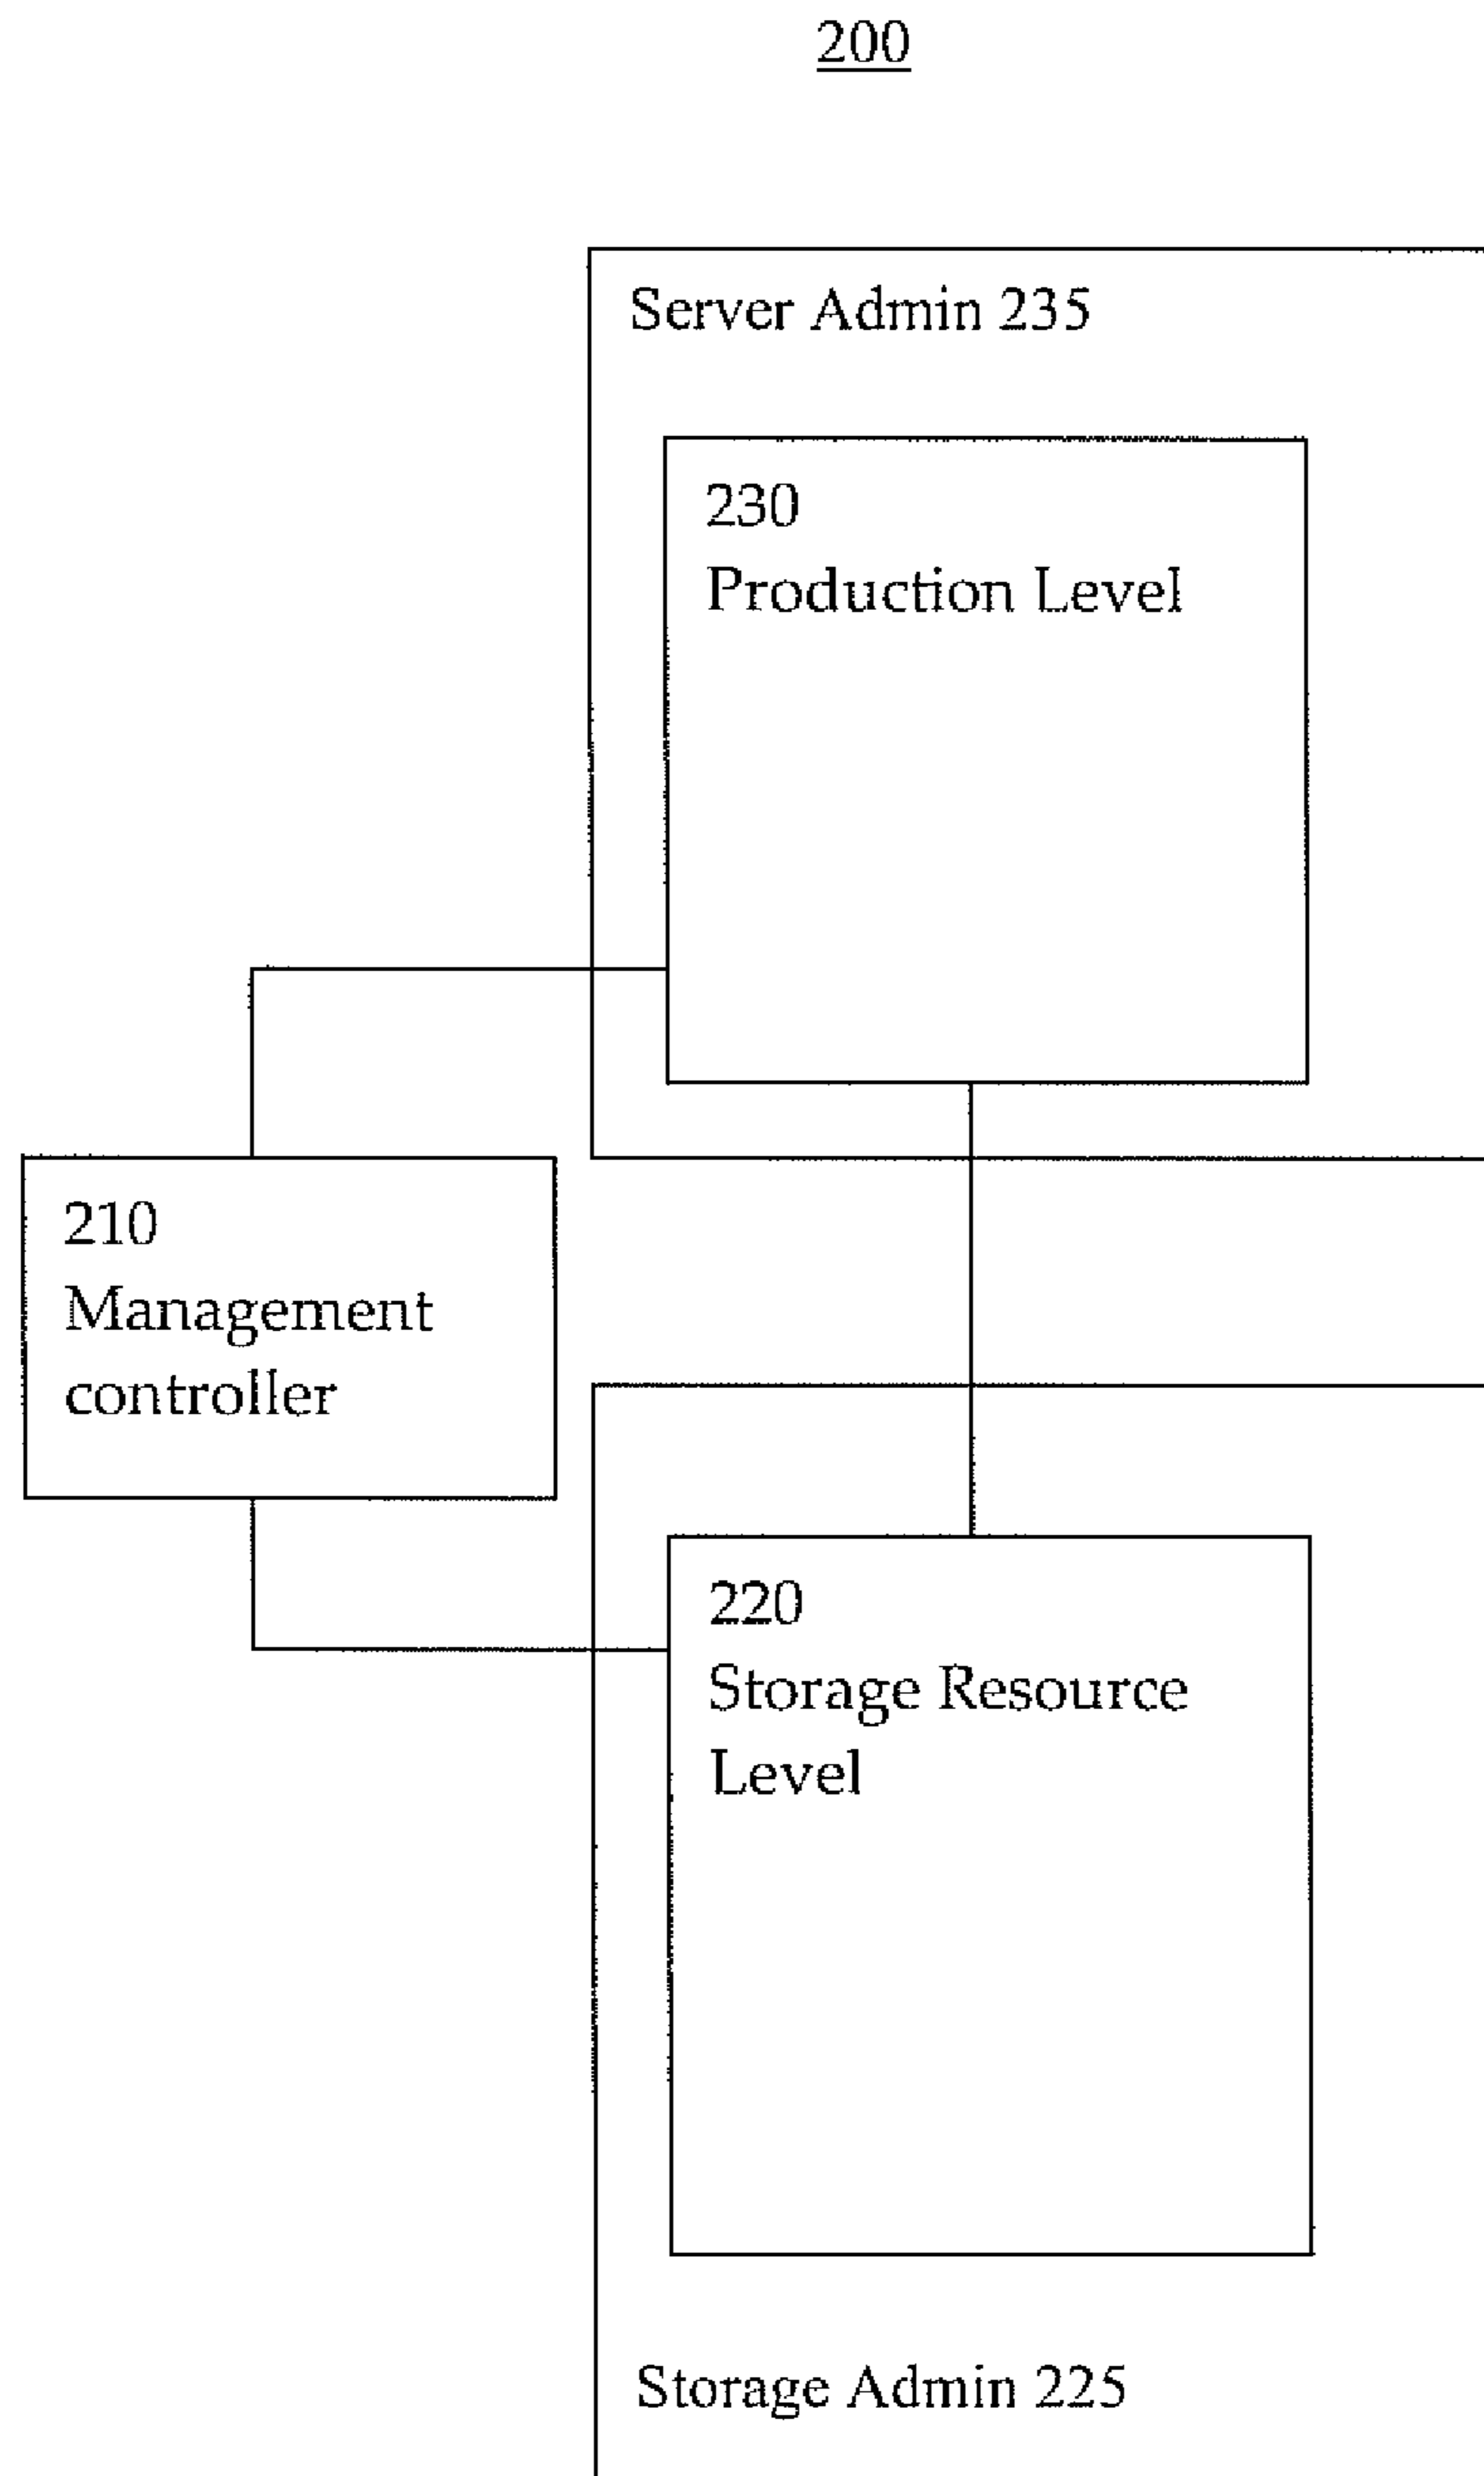 200
Server Admin 235
230
Production Level
210
Management
controller
220
Storage Resource
Level
Storage Admin 225